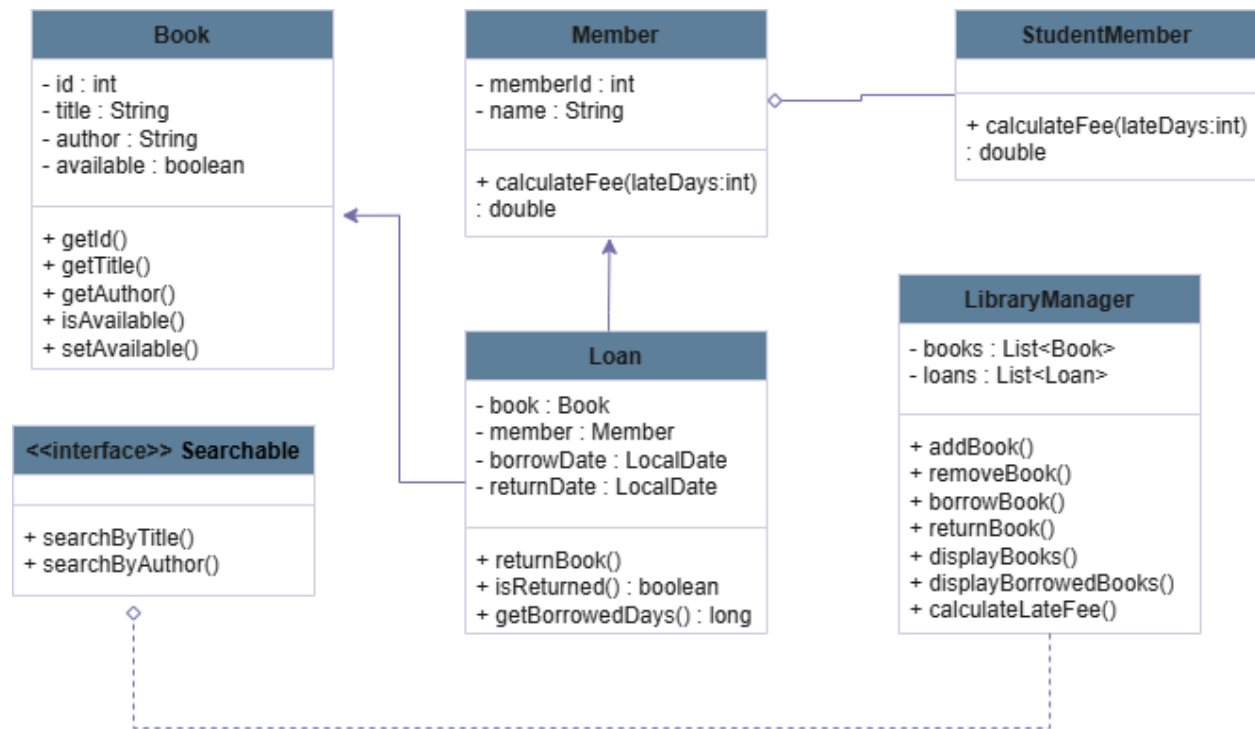 Book
- id : int
- title : String
- author : String
- available : boolean
+ getId()
+ getTitle()
+ getAuthor()
+ isAvailable()
+ setAvailable()
Member
- memberId : int
- name : String
+ calculateFee(lateDays:int)
: double
StudentMember
+ calculateFee(lateDays:int)
: double
<<interface>> Searchable
+ searchByTitle()
+ searchByAuthor()
Loan
- book : Book
- member : Member
- borrowDate : LocalDate
- returnDate : LocalDate
+ returnBook()
+ isReturned() : boolean
+ getBorrowedDays() : long
LibraryManager
- books : List<Book>
- loans : List<Loan>
+ addBook()
+ removeBook()
+ borrowBook()
+ returnBook()
+ displayBooks()
+ displayBorrowedBooks()
+ calculateLateFee()